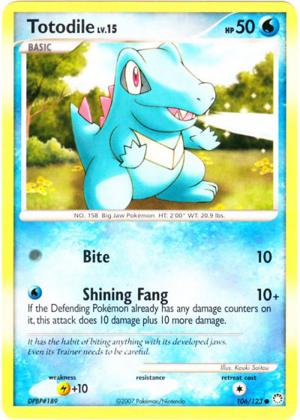 Totodile LV.15 HP 50
BASIC
NO. 158 Big Jaw Pokémon HT: 2'00" WT: 20.9 lbs.
Bite 10
Shining Fang 10+
If the Defending Pokémon already has any damage counters on
it, this attack does 10 damage plus 10 more damage.
It has the habit of biting anything with its developed jaws.
Even its Trainer needs to be careful.
Illus. Kouki Saitou
weakness resistance retreat cost
+10
DPBP#189 ©2007 Pokémon/Nintendo 106/123